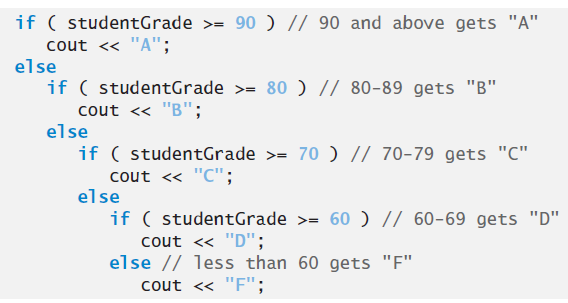 if ( studentGrade >= 90 ) // 90 and above gets "A"
cout << "A";
else
if ( studentGrade >= 80 ) // 80-89 gets "B"
cout << "B";
else
if ( studentGrade >= 70 ) // 70-79 gets "C"
cout << "C";
else
if ( studentGrade >= 60 ) // 60-69 gets "D"
cout << "D";
else // less than 60 gets "F"
cout << "F";